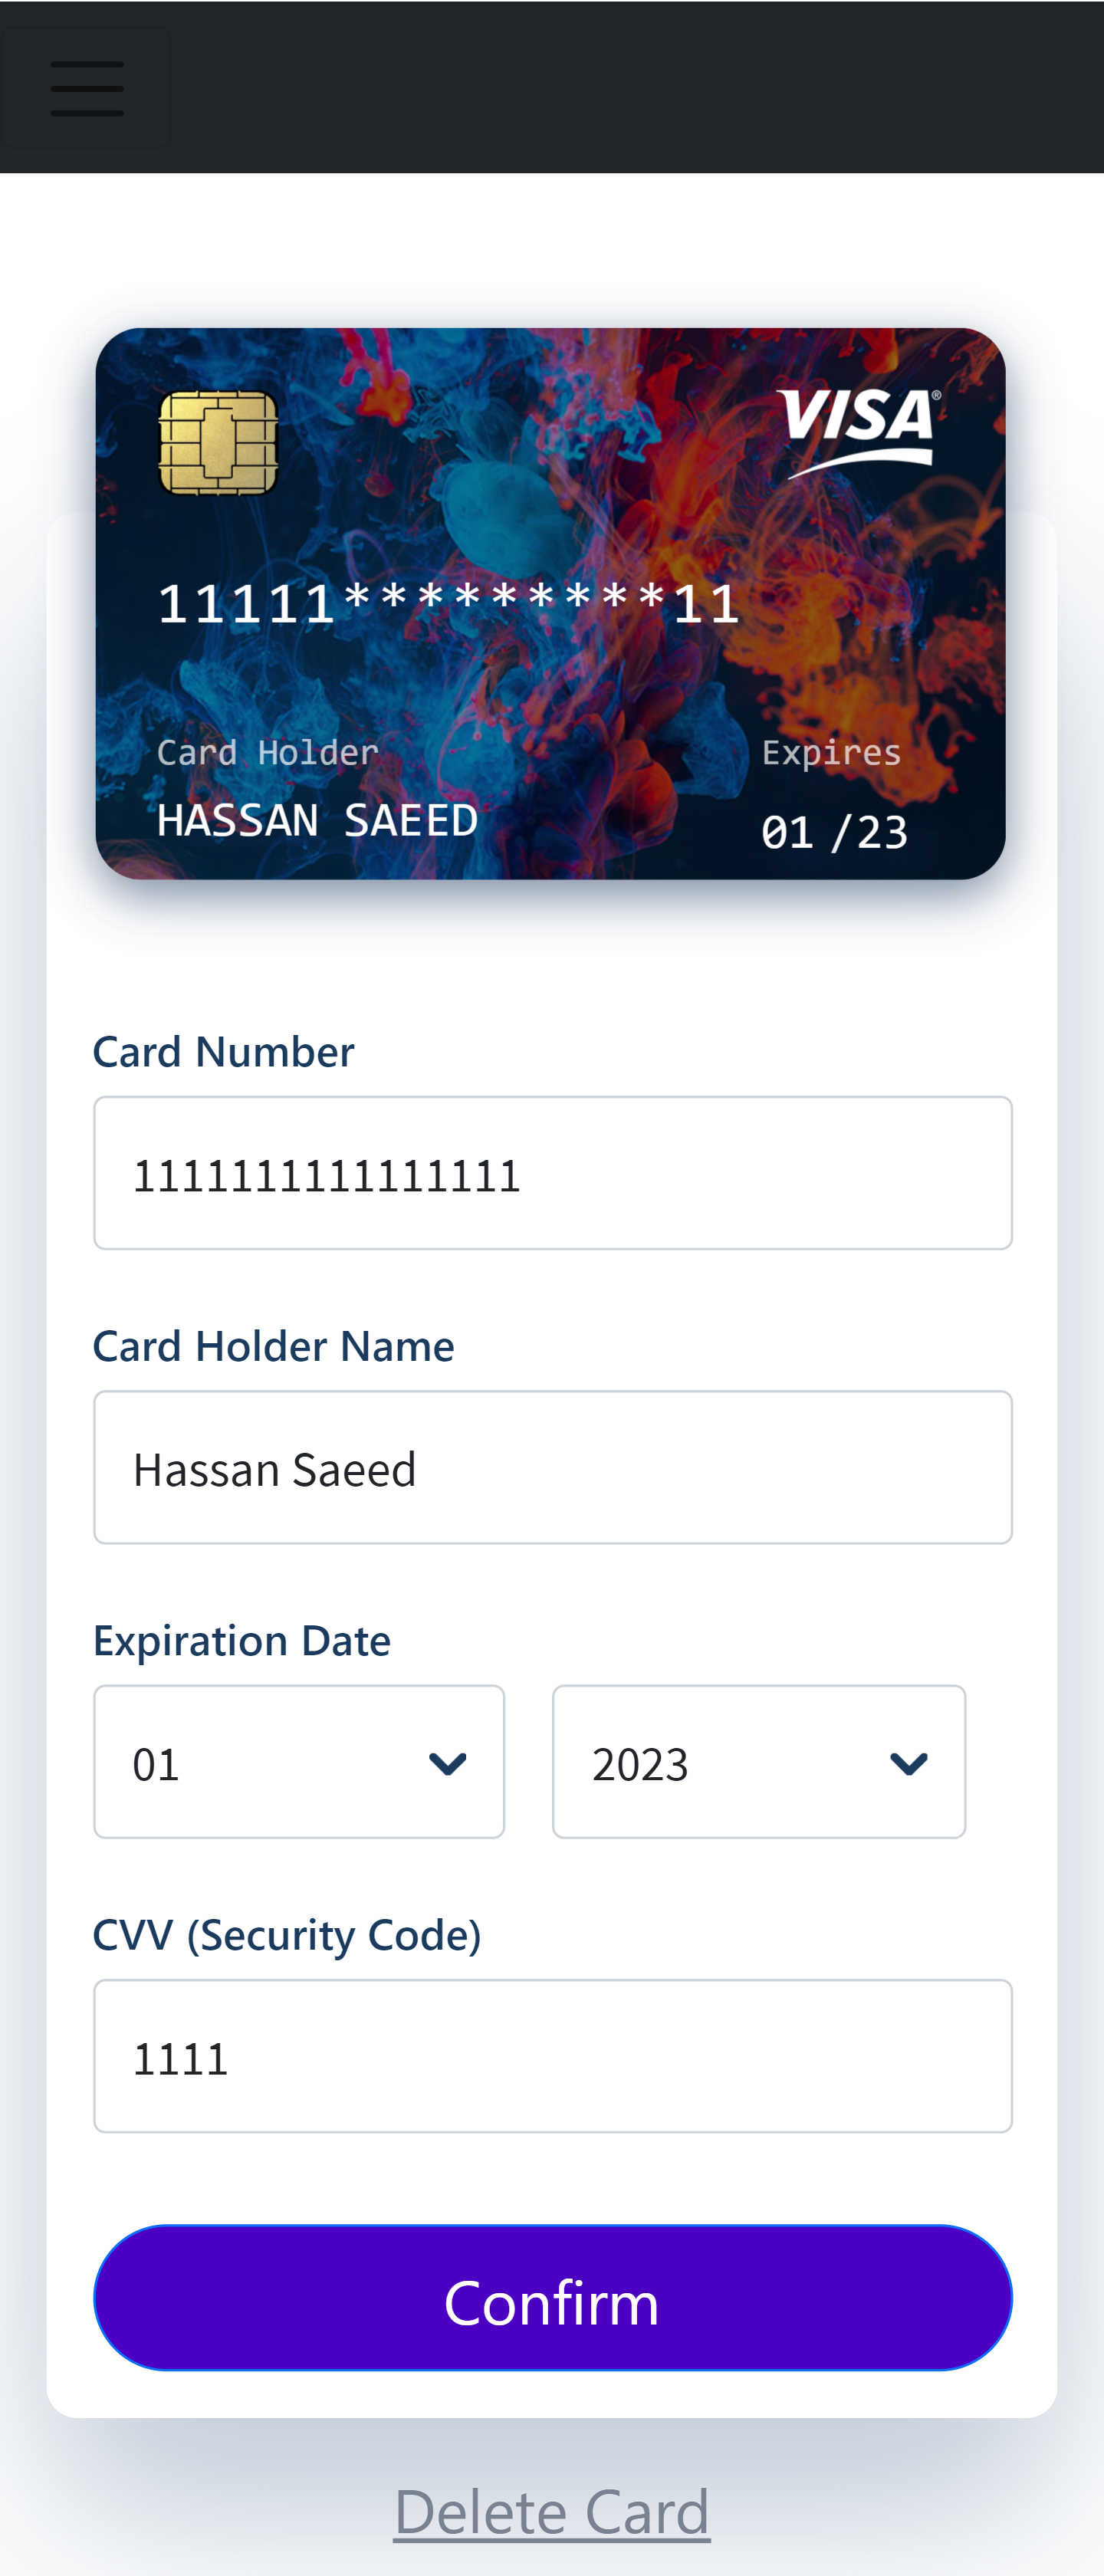 VISA®
11111*********11
Card Holder
Expires
HASSAN SAEED
01 /23
Card Number
1111111111111111
Card Holder Name
Hassan Saeed
Expiration Date
01
2023
CVV (Security Code)
1111
Confirm
Delete Card